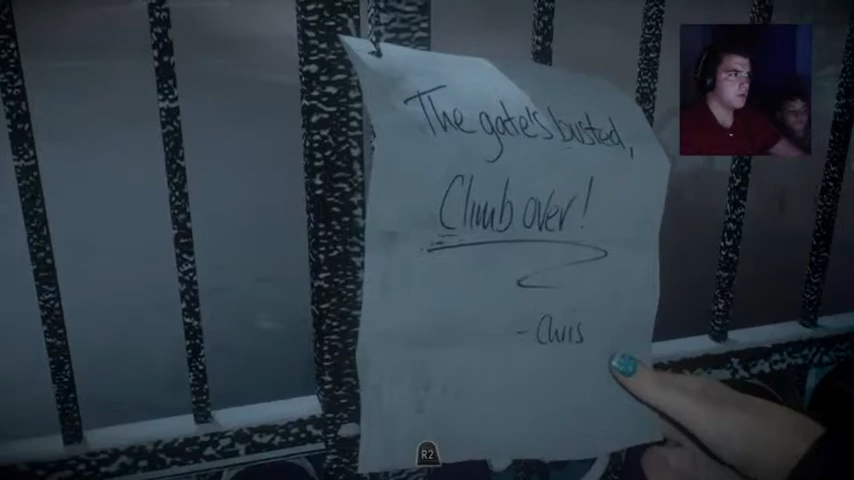 The gate's busted,
Climb over!
- Chris
R2